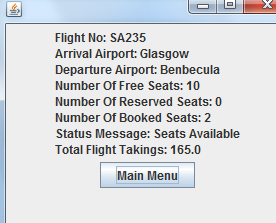 Flight No: SA235
Arrival Airport: Glasgow
Departure Airport: Benbecula
Number Of Free Seats: 10
Number Of Reserved Seats: 0
Number Of Booked Seats: 2
Status Message: Seats Available
Total Flight Takings: 165.0
Main Menu